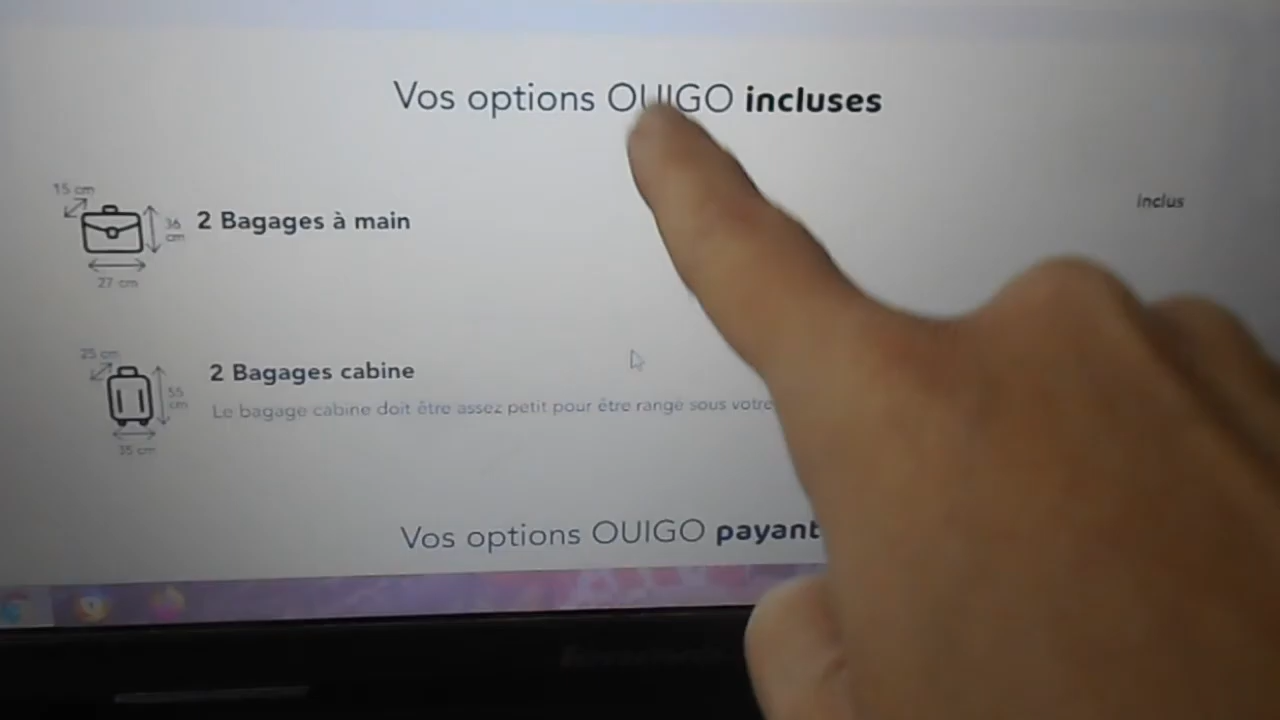 Vos options OUIGO incluses
15 cm
36 cm
27 cm
2 Bagages à main
inclus
25 cm
55 cm
35 cm
2 Bagages cabine
Le bagage cabine doit être assez petit pour être rangé sous votre
Vos options OUIGO payant